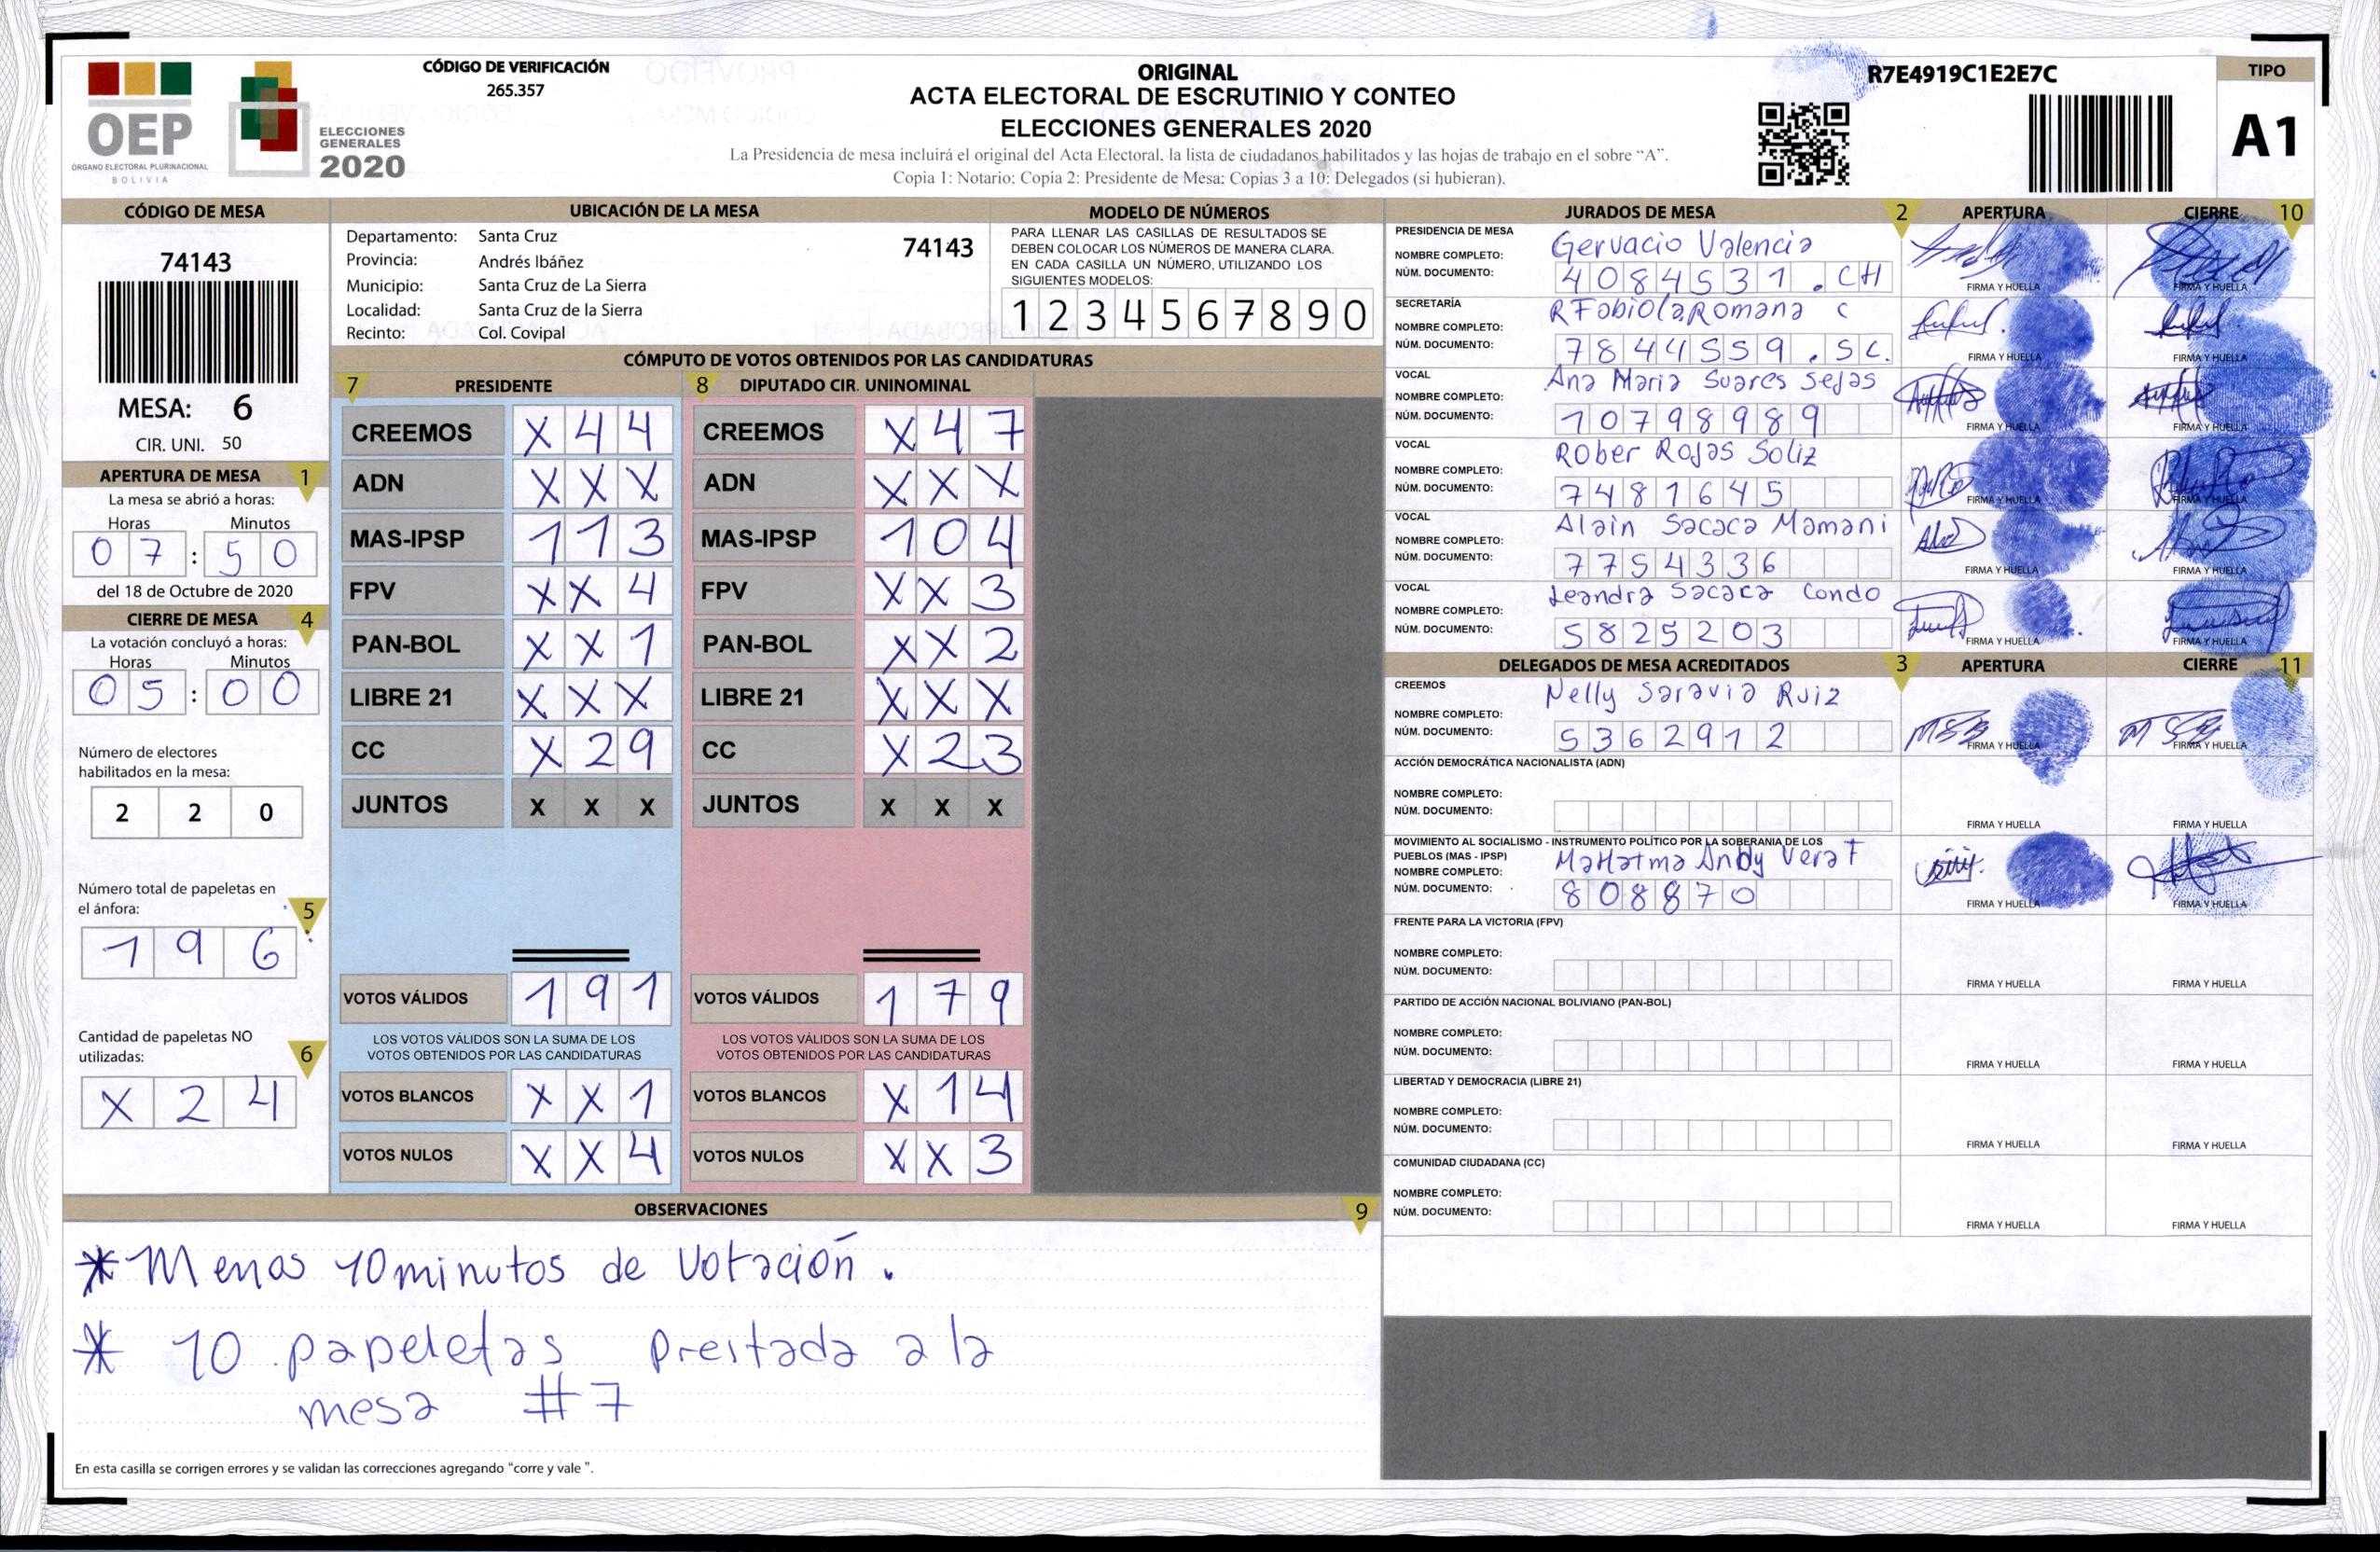 CÓDIGO DE VERIFICACIÓN
265.357
OEP
ÓRGANO ELECTORAL PLURINACIONAL
BOLIVIA
ELECCIONES
GENERALES
2020
ORIGINAL
ACTA ELECTORAL DE ESCRUTINIO Y CONTEO
ELECCIONES GENERALES 2020
La Presidencia de mesa incluirá el original del Acta Electoral, la lista de ciudadanos habilitados y las hojas de trabajo en el sobre "A".
Copia 1: Notario; Copia 2: Presidente de Mesa; Copias 3 a 10: Delegados (si hubieran).
R7E4919C1E2E7C
TIPO
A1
CÓDIGO DE MESA
74143
MESA: 6
CIR. UNI. 50
APERTURA DE MESA 1
La mesa se abrió a horas:
Horas Minutos
07:50
del 18 de Octubre de 2020
CIERRE DE MESA 4
La votación concluyó a horas:
Horas Minutos
05:00
Número de electores
habilitados en la mesa:
2 2 0
Número total de papeletas en
el ánfora: 5
1 9 6
Cantidad de papeletas NO
utilizadas: 6
X 2 4
UBICACIÓN DE LA MESA
Departamento: Santa Cruz 74143
Provincia: Andrés Ibáñez
Municipio: Santa Cruz de La Sierra
Localidad: Santa Cruz de la Sierra
Recinto: Col. Covipal
MODELO DE NÚMEROS
PARA LLENAR LAS CASILLAS DE RESULTADOS SE
DEBEN COLOCAR LOS NÚMEROS DE MANERA CLARA.
EN CADA CASILLA UN NÚMERO, UTILIZANDO LOS
SIGUIENTES MODELOS:
1 2 3 4 5 6 7 8 9 0
CÓMPUTO DE VOTOS OBTENIDOS POR LAS CANDIDATURAS
7 PRESIDENTE
CREEMOS X 4 4
ADN X X X
MAS-IPSP 1 1 3
FPV X X 4
PAN-BOL X X 1
LIBRE 21 X X X
CC X 2 9
JUNTOS X X X
VOTOS VÁLIDOS 1 9 1
LOS VOTOS VÁLIDOS SON LA SUMA DE LOS
VOTOS OBTENIDOS POR LAS CANDIDATURAS
VOTOS BLANCOS X X 1
VOTOS NULOS X X 4
8 DIPUTADO CIR. UNINOMINAL
CREEMOS X 4 7
ADN X X X
MAS-IPSP 1 0 4
FPV X X 3
PAN-BOL X X 2
LIBRE 21 X X X
CC X 2 3
JUNTOS X X X
VOTOS VÁLIDOS 1 7 9
LOS VOTOS VÁLIDOS SON LA SUMA DE LOS
VOTOS OBTENIDOS POR LAS CANDIDATURAS
VOTOS BLANCOS X 1 4
VOTOS NULOS X X 3
OBSERVACIONES 9
* Menos 10 minutos de Votación.
* 10 papeletas Prestada a la
mesa #7
En esta casilla se corrigen errores y se validan las correcciones agregando "corre y vale".
JURADOS DE MESA 2 APERTURA CIERRE 10
PRESIDENCIA DE MESA
NOMBRE COMPLETO: Gervacio Valencia
NÚM. DOCUMENTO: 4084531.CH
FIRMA Y HUELLA FIRMA Y HUELLA
SECRETARÍA
NOMBRE COMPLETO: R Fabiola Romana C
NÚM. DOCUMENTO: 7844559.SC.
FIRMA Y HUELLA FIRMA Y HUELLA
VOCAL
NOMBRE COMPLETO: Ana Maria Suares Sejas
NÚM. DOCUMENTO: 10798989
FIRMA Y HUELLA FIRMA Y HUELLA
VOCAL
NOMBRE COMPLETO: Rober Rojas Soliz
NÚM. DOCUMENTO: 7481645
FIRMA Y HUELLA FIRMA Y HUELLA
VOCAL
NOMBRE COMPLETO: Alain Sacaca Mamani
NÚM. DOCUMENTO: 7754336
FIRMA Y HUELLA FIRMA Y HUELLA
VOCAL
NOMBRE COMPLETO: Leandra Sacaca Condo
NÚM. DOCUMENTO: 5825203
FIRMA Y HUELLA FIRMA Y HUELLA
DELEGADOS DE MESA ACREDITADOS 3 APERTURA CIERRE 11
CREEMOS
NOMBRE COMPLETO: Nelly Saravia Ruiz
NÚM. DOCUMENTO: 5362912
FIRMA Y HUELLA FIRMA Y HUELLA
ACCIÓN DEMOCRÁTICA NACIONALISTA (ADN)
NOMBRE COMPLETO:
NÚM. DOCUMENTO:
FIRMA Y HUELLA FIRMA Y HUELLA
MOVIMIENTO AL SOCIALISMO - INSTRUMENTO POLÍTICO POR LA SOBERANIA DE LOS
PUEBLOS (MAS - IPSP)
NOMBRE COMPLETO: MaHatma Andy Vera F
NÚM. DOCUMENTO: 808870
FIRMA Y HUELLA FIRMA Y HUELLA
FRENTE PARA LA VICTORIA (FPV)
NOMBRE COMPLETO:
NÚM. DOCUMENTO:
FIRMA Y HUELLA FIRMA Y HUELLA
PARTIDO DE ACCIÓN NACIONAL BOLIVIANO (PAN-BOL)
NOMBRE COMPLETO:
NÚM. DOCUMENTO:
FIRMA Y HUELLA FIRMA Y HUELLA
LIBERTAD Y DEMOCRACIA (LIBRE 21)
NOMBRE COMPLETO:
NÚM. DOCUMENTO:
FIRMA Y HUELLA FIRMA Y HUELLA
COMUNIDAD CIUDADANA (CC)
NOMBRE COMPLETO:
NÚM. DOCUMENTO:
FIRMA Y HUELLA FIRMA Y HUELLA